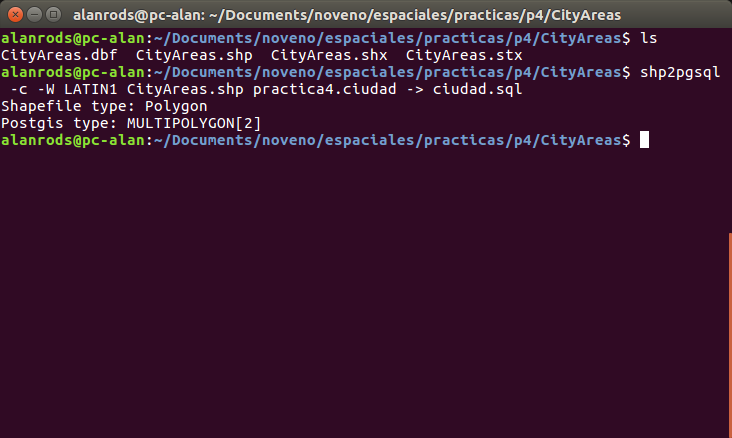 alanrods@pc-alan: ~/Documents/noveno/espaciales/practicas/p4/CityAreas
alanrods@pc-alan:~/Documents/noveno/espaciales/practicas/p4/CityAreas$ ls
CityAreas.dbf  CityAreas.shp  CityAreas.shx  CityAreas.stx
alanrods@pc-alan:~/Documents/noveno/espaciales/practicas/p4/CityAreas$ shp2pgsql
 -c -W LATIN1 CityAreas.shp practica4.ciudad -> ciudad.sql
Shapefile type: Polygon
Postgis type: MULTIPOLYGON[2]
alanrods@pc-alan:~/Documents/noveno/espaciales/practicas/p4/CityAreas$